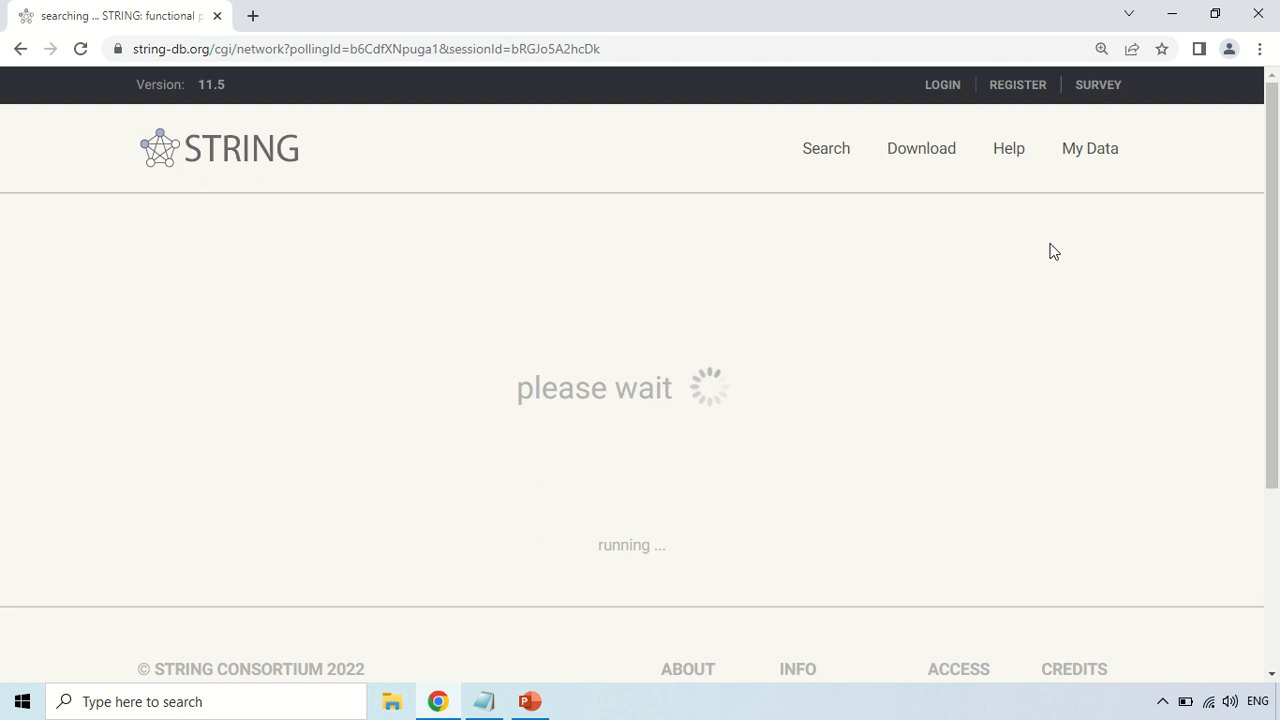 searching ... STRING: functional p
string-db.org/cgi/network?pollingId=b6CdfXNpuga1&sessionId=bRGJo5A2hcDk
Version: 11.5
LOGIN
REGISTER
SURVEY
STRING
Search
Download
Help
My Data
please wait
running ...
© STRING CONSORTIUM 2022
ABOUT
INFO
ACCESS
CREDITS
Type here to search
ENG